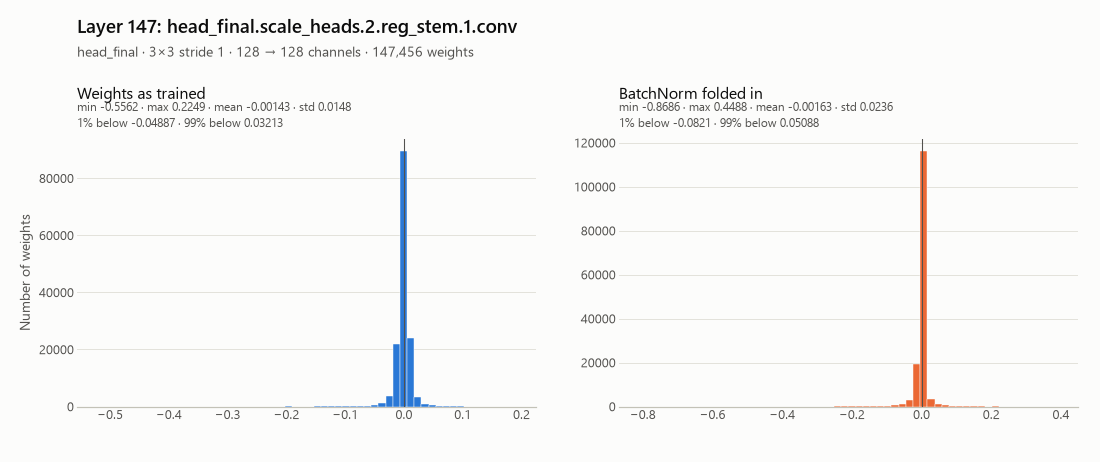 Layer 147: head_final.scale_heads.2.reg_stem.1.conv
head_final · 3×3 stride 1 · 128 → 128 channels · 147,456 weights
Weights as trained
min -0.5562 · max 0.2249 · mean -0.00143 · std 0.0148
1% below -0.04887 · 99% below 0.03213
Number of weights
80000
60000
40000
20000
0
−0.5 −0.4 −0.3 −0.2 −0.1 0.0 0.1 0.2
BatchNorm folded in
min -0.8686 · max 0.4488 · mean -0.00163 · std 0.0236
1% below -0.0821 · 99% below 0.05088
120000
100000
80000
60000
40000
20000
0
−0.8 −0.6 −0.4 −0.2 0.0 0.2 0.4